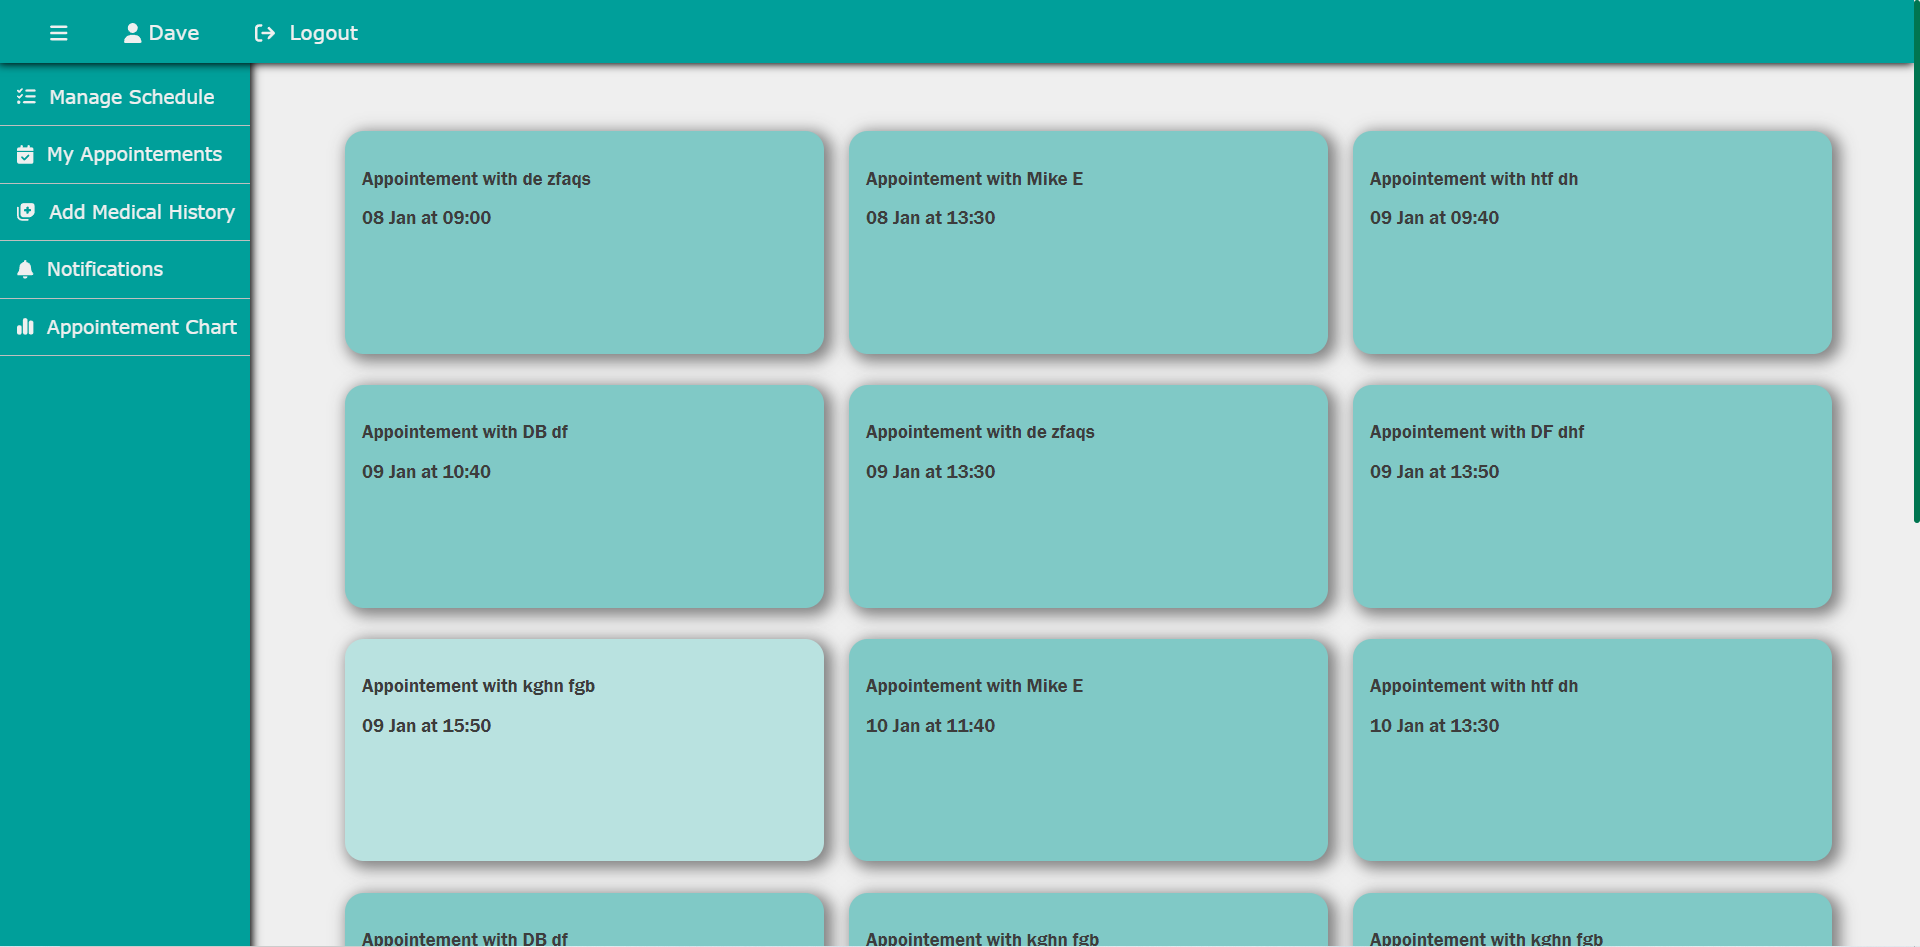 Dave
Logout
Manage Schedule
My Appointements
Add Medical History
Notifications
Appointement Chart
Appointement with de zfaqs
08 Jan at 09:00
Appointement with Mike E
08 Jan at 13:30
Appointement with htf dh
09 Jan at 09:40
Appointement with DB df
09 Jan at 10:40
Appointement with de zfaqs
09 Jan at 13:30
Appointement with DF dhf
09 Jan at 13:50
Appointement with kghn fgb
09 Jan at 15:50
Appointement with Mike E
10 Jan at 11:40
Appointement with htf dh
10 Jan at 13:30
Appointement with DB df
Appointement with kghn fgb
Appointement with kghn fgb